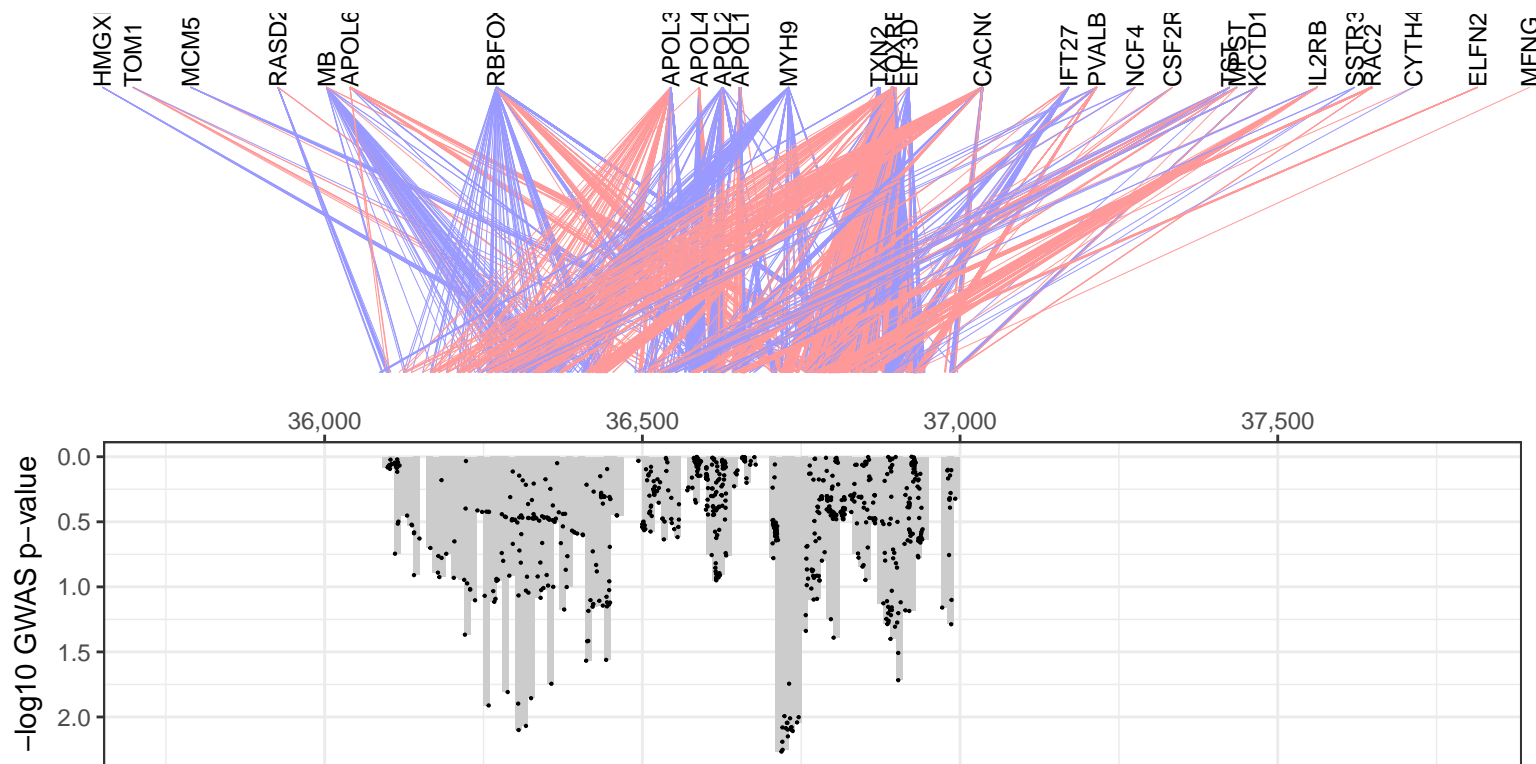 HMGX
TOM1
MCM5
RASD2
MB
APOL6
RBFOX
APOL3
APOL4
APOL2
APOL1
MYH9
TXN2
FOXRE
EIF3D
CACNG
IFT27
PVALB
NCF4
CSF2R
TST
MPST
KCTD1
IL2RB
SSTR3
RAC2
CYTH4
ELFN2
MFNG
36,000 36,500 37,000 37,500
0.0
0.5
1.0
1.5
2.0
−log10 GWAS p−value